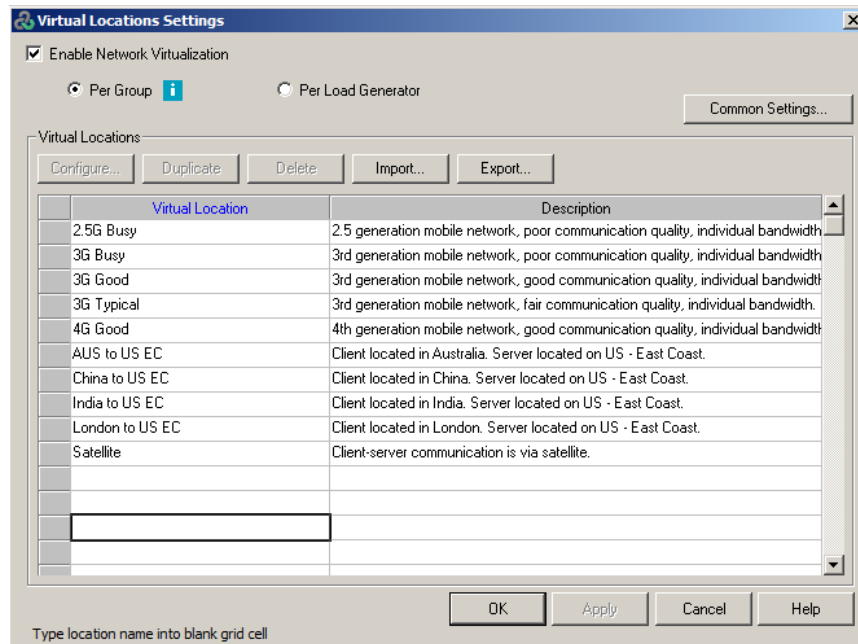 Virtual Locations Settings
Enable Network Virtualization
Per Group i Per Load Generator
Common Settings...
Virtual Locations
Configure... Duplicate Delete Import... Export...
Virtual Location Description
2.5G Busy 2.5 generation mobile network, poor communication quality, individual bandwidth
3G Busy 3rd generation mobile network, poor communication quality, individual bandwidth
3G Good 3rd generation mobile network, good communication quality, individual bandwidth
3G Typical 3rd generation mobile network, fair communication quality, individual bandwidth.
4G Good 4th generation mobile network, good communication quality, individual bandwidth
AUS to US EC Client located in Australia. Server located on US - East Coast.
China to US EC Client located in China. Server located on US - East Coast.
India to US EC Client located in India. Server located on US - East Coast.
London to US EC Client located in London. Server located on US - East Coast.
Satellite Client-server communication is via satellite.
OK Apply Cancel Help
Type location name into blank grid cell